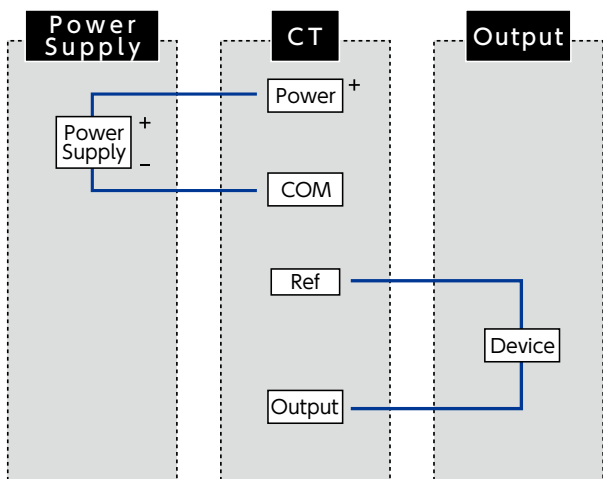 Power
Supply
CT
Output
Power +
Power
Supply
+
−
COM
Ref
Device
Output